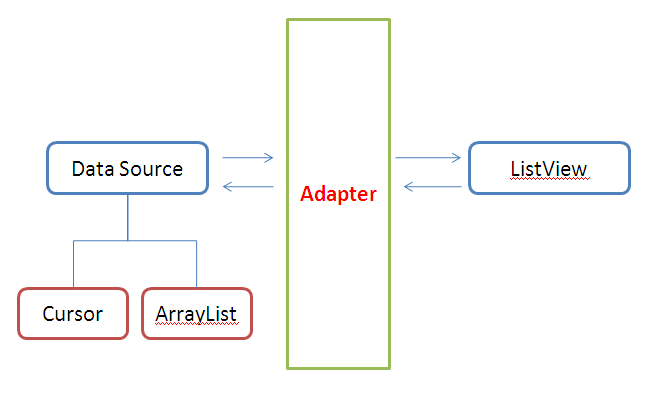 Data Source
Adapter
ListView
Cursor
ArrayList